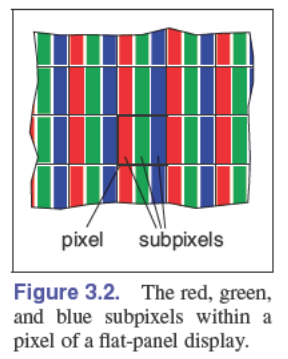 pixel subpixels
Figure 3.2. The red, green,
and blue subpixels within a
pixel of a flat-panel display.